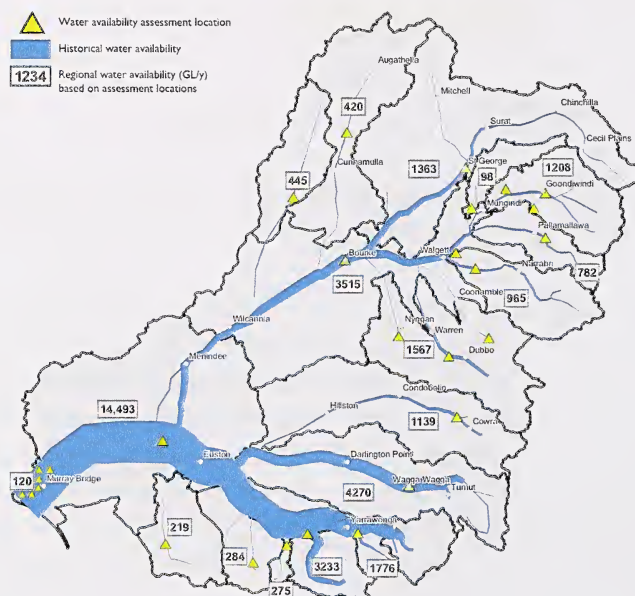 Water availability assessment location
Historical water availability
1234 Regional water availability (GL/y)
based on assessment locations
Augathella
Mitchell
Chinchilla
420
Surat
Cecil Plains
Cunnamulla
1363
St George
98
1208
445
Goondiwindi
Mungindi
Pallamallawa
Bourke
Walgett
Narrabri
782
3515
Coonamble
965
Wilcannia
Nyngan
Warren
1567
Dubbo
Menindee
14,493
Condobolin
Hillston
1139
Cowra
Euston
Darlington Point
120
Murray Bridge
Wagga Wagga
4270
Tumut
219
Yarrawonga
284
3233
1776
275